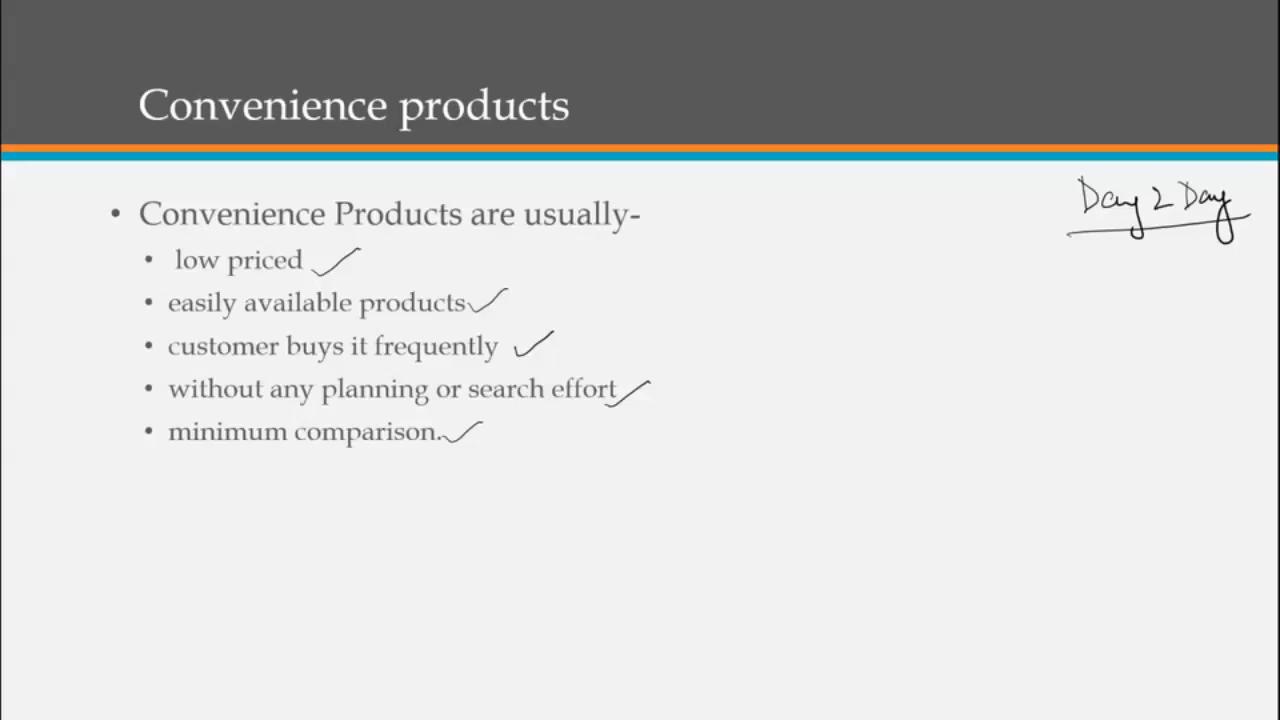 Convenience products
Day 2 Day
• Convenience Products are usually-
• low priced
• easily available products
• customer buys it frequently
• without any planning or search effort
• minimum comparison.